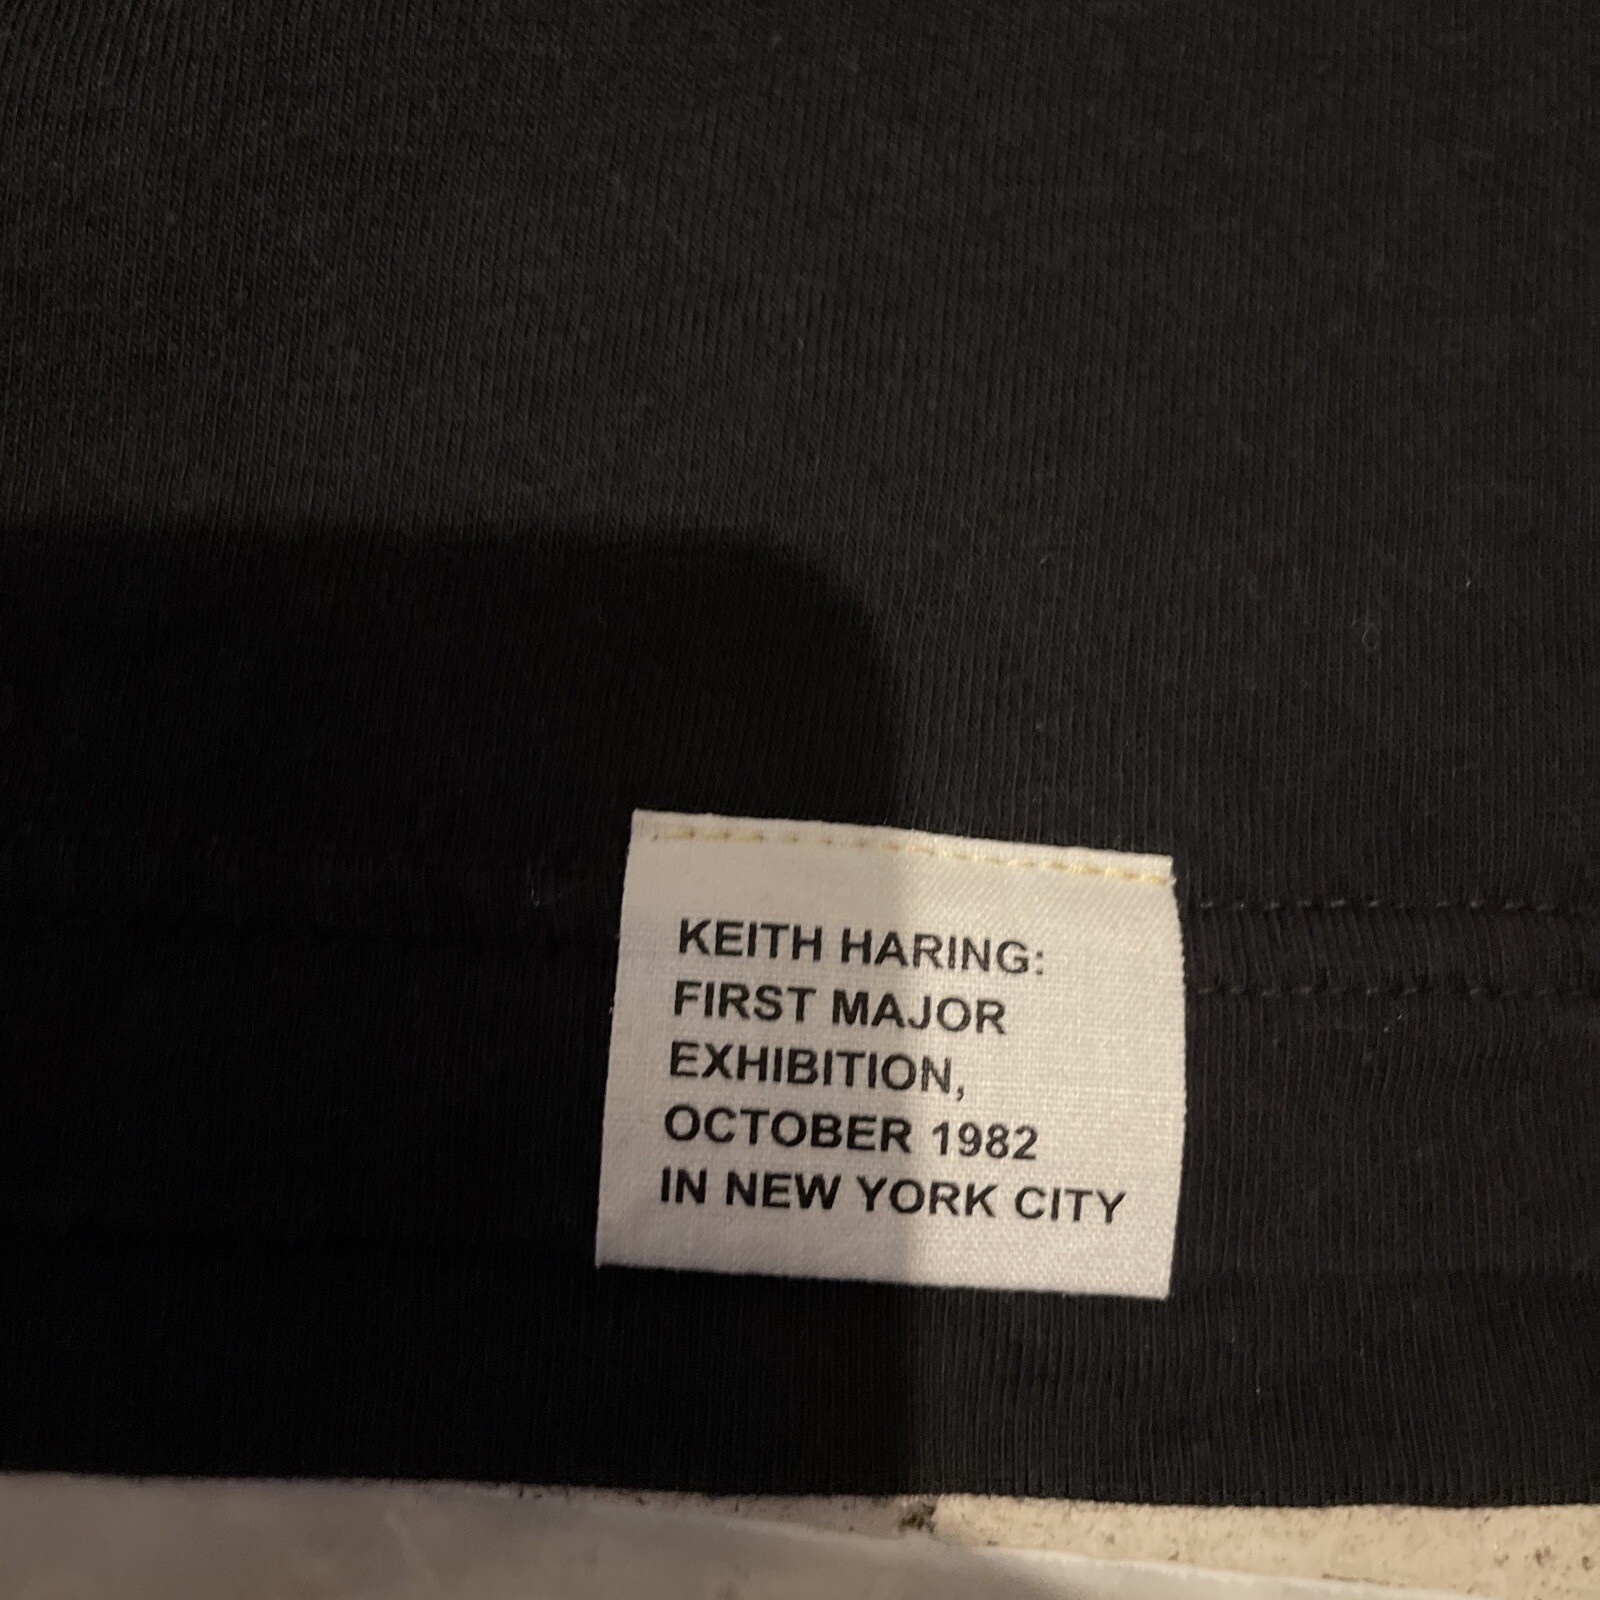 KEITH HARING:
FIRST MAJOR
EXHIBITION,
OCTOBER 1982
IN NEW YORK CITY